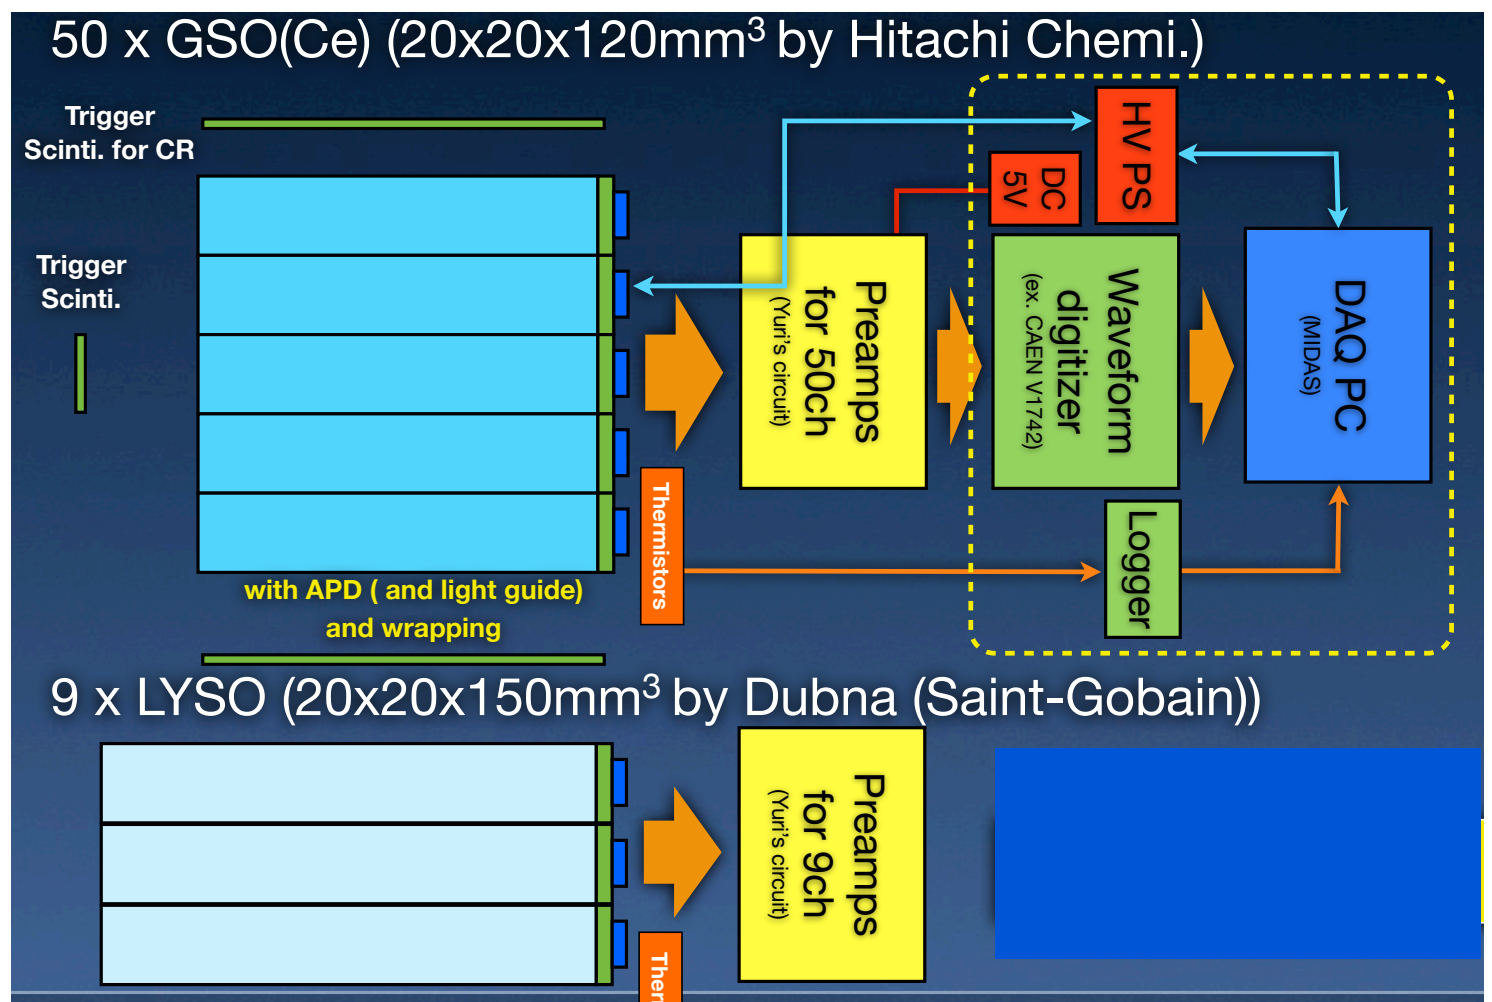 50 x GSO(Ce) (20x20x120mm³ by Hitachi Chemi.)
Trigger
Scinti. for CR
HV PS
DC
5V
Trigger
Scinti.
Preamps
for 50ch
(Yuri's circuit)
Waveform
digitizer
(ex. CAEN V1742)
DAQ PC
(MIDAS)
Thermistors
Logger
with APD ( and light guide)
and wrapping
9 x LYSO (20x20x150mm³ by Dubna (Saint-Gobain))
Preamps
for 9ch
(Yuri's circuit)